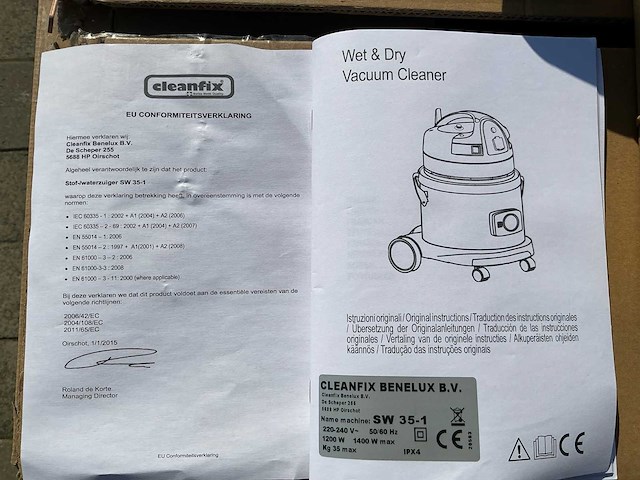 cleanfix
EU CONFORMITEITSVERKLARING
Hiermee verklaren wij:
Cleanfix Benelux B.V.
De Scheper 255
5688 HP Oirschot
Algeheel verantwoordelijk te zijn dat het product:
Stof-/waterzuiger SW 35-1
waarop deze verklaring betrekking heeft, in overeenstemming is met de volgende
normen:
• IEC 60335 - 1 : 2002 + A1 (2004) + A2 (2006)
• IEC 60335 - 2 - 69 : 2002 + A1 (2004) + A2 (2007)
• EN 55014 – 1: 2006
• EN 55014 – 2 : 1997 + A1(2001) + A2 (2008)
• EN 61000 – 3 – 2 : 2006
• EN 61000-3-3 : 2008
• EN 61000 – 3 - 11: 2000 (where applicable)
Bij deze verklaren we dat dit product voldoet aan de essentiële vereisten van de
volgende richtlijnen:
2006/42/EC
2004/108/EC
2011/65/EC
Oirschot, 1/1/2015
Roland de Korte
Managing Director
EU Conformiteitsverklaring
Wet & Dry
Vacuum Cleaner
Istruzioni originali / Original instructions / Traduction des instructions originales
/ Übersetzung der Originalanleitungen / Traducción de las instrucciones
originales / Vertaling van de originele instructies / Alkuperäisten ohjeiden
käännös / Tradução das instruções originais
CLEANFIX BENELUX B.V.
Cleanfix Benelux B.V.
De Scheper 255
5688 HP Oirschot
Name machine: SW 35-1
220-240 V~ 50/60 Hz
1200 W 1400 W max
Kg 35 max IPX4
CE
CE